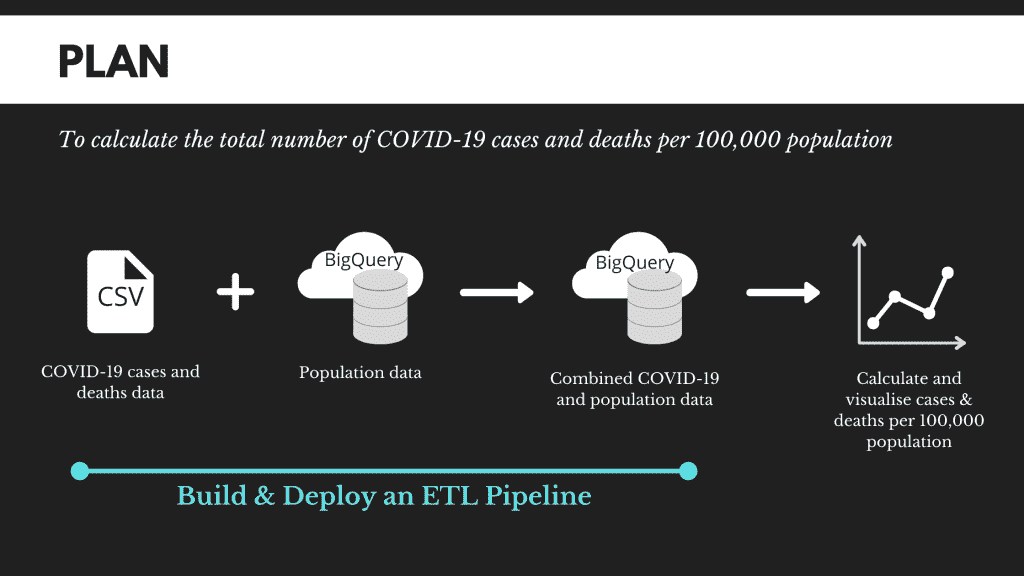 PLAN
To calculate the total number of COVID-19 cases and deaths per 100,000 population
CSV
BigQuery
BigQuery
COVID-19 cases and
deaths data
Population data
Combined COVID-19
and population data
Calculate and
visualise cases &
deaths per 100,000
population
Build & Deploy an ETL Pipeline